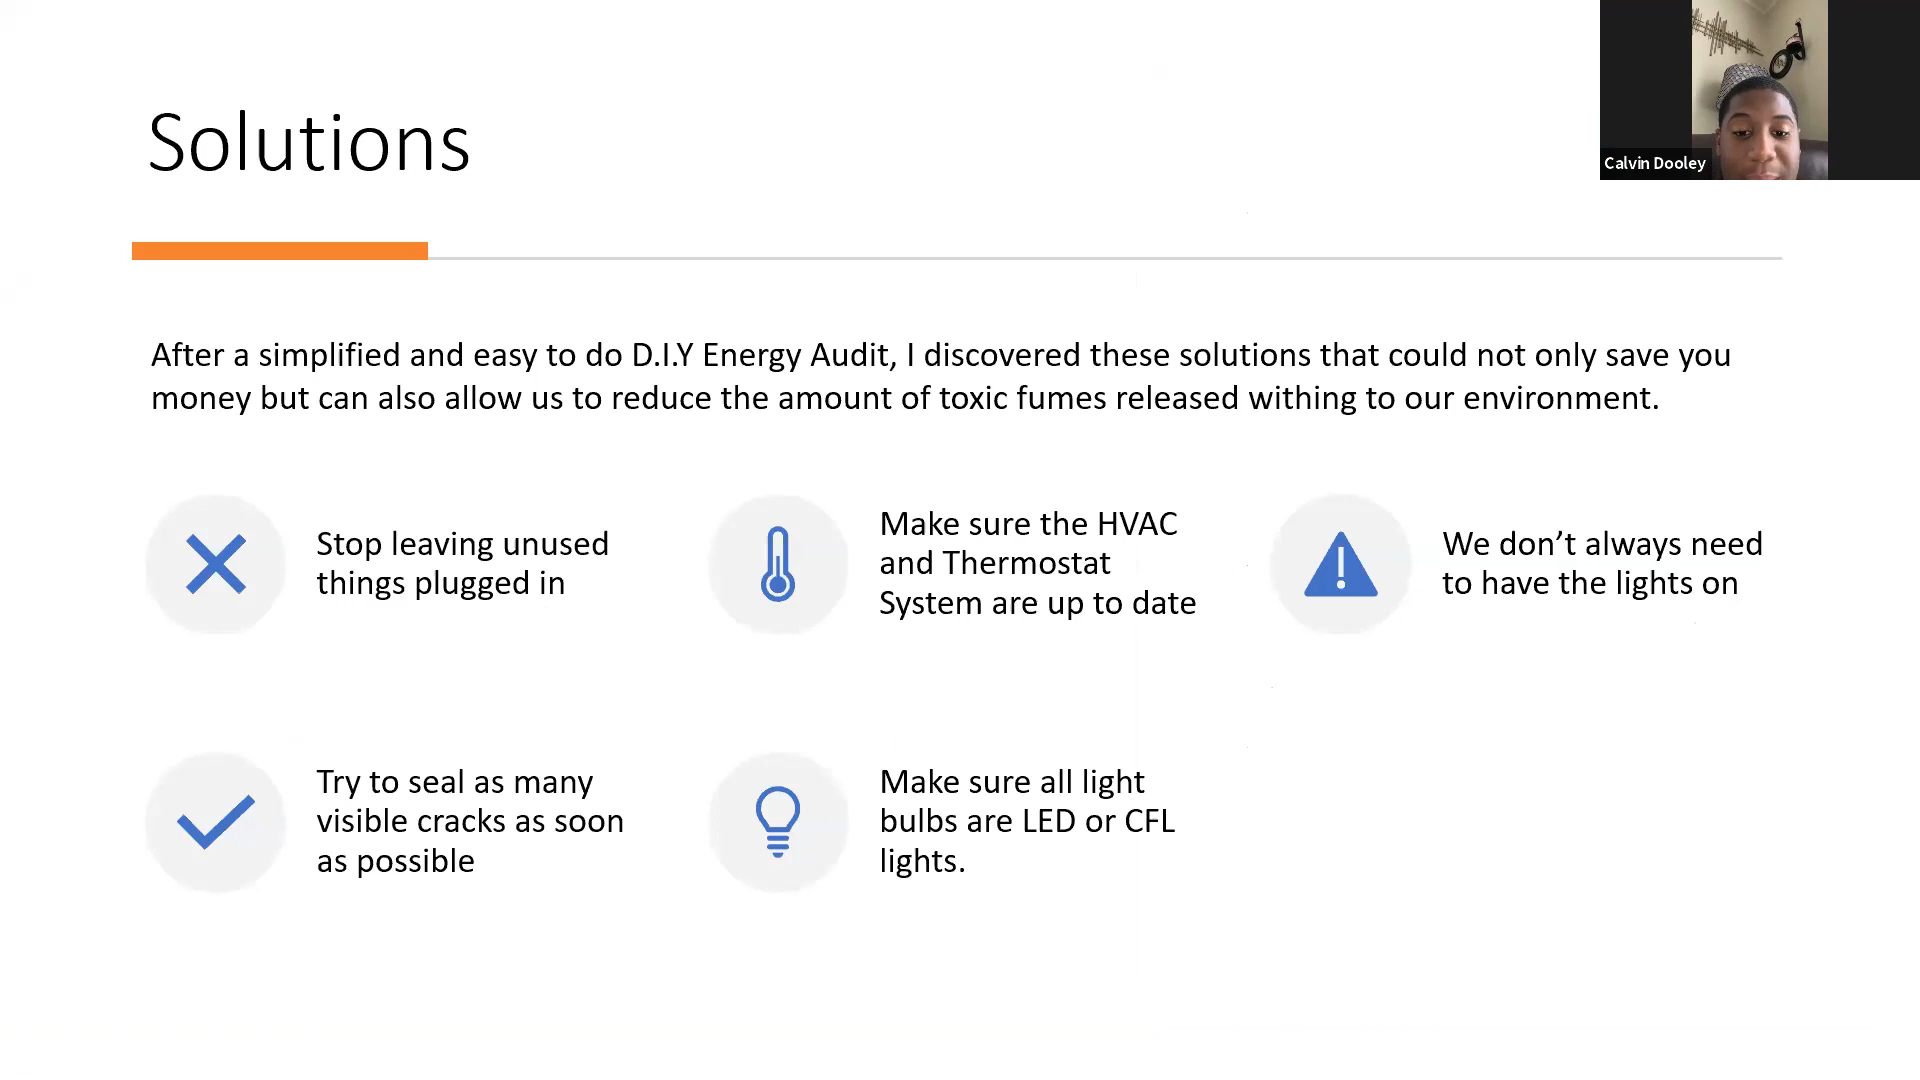 Solutions
Calvin Dooley
After a simplified and easy to do D.I.Y Energy Audit, I discovered these solutions that could not only save you
money but can also allow us to reduce the amount of toxic fumes released withing to our environment.
Stop leaving unused
things plugged in
Make sure the HVAC
and Thermostat
System are up to date
We don’t always need
to have the lights on
Try to seal as many
visible cracks as soon
as possible
Make sure all light
bulbs are LED or CFL
lights.